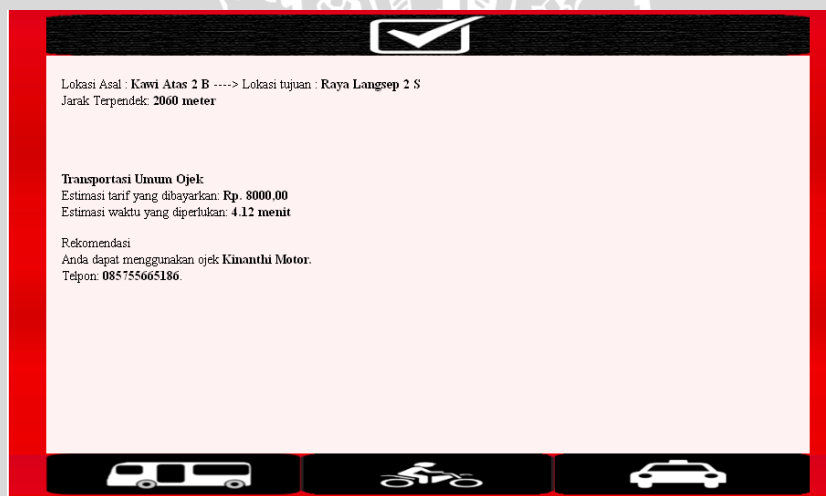 Lokasi Asal : Kawi Atas 2 B ----> Lokasi tujuan : Raya Langsep 2 S
Jarak Terpendek: 2060 meter
Transportasi Umum Ojek
Estimasi tarif yang dibayarkan: Rp. 8000,00
Estimasi waktu yang diperlukan: 4.12 menit
Rekomendasi
Anda dapat menggunakan ojek Kinanthi Motor.
Telpon: 085755665186.